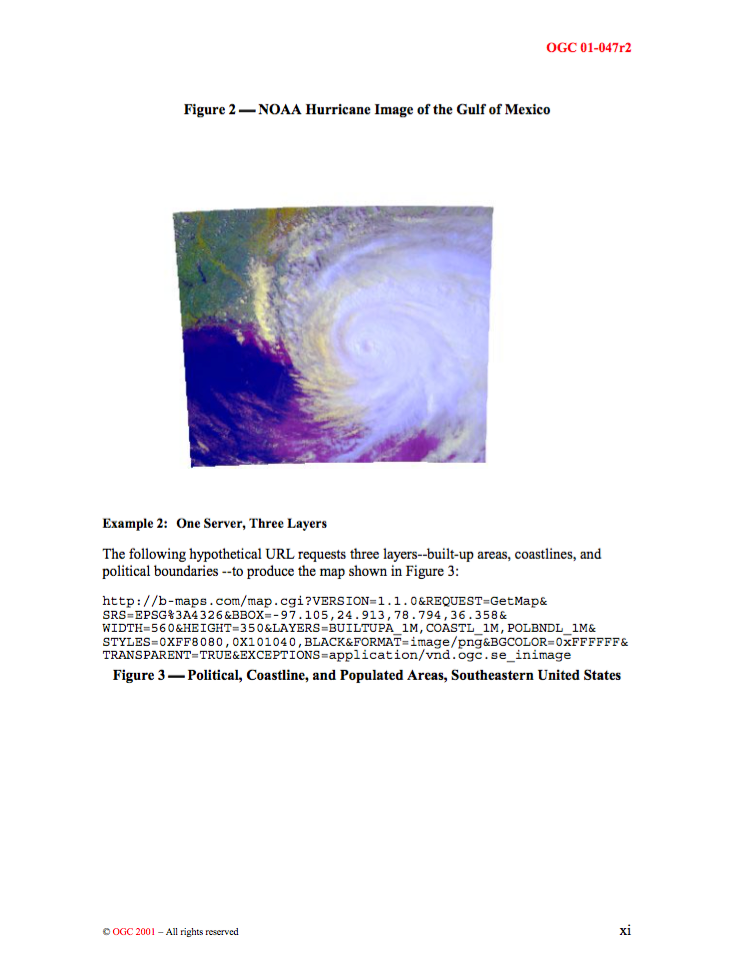 OGC 01-047r2
Figure 2 — NOAA Hurricane Image of the Gulf of Mexico
Example 2: One Server, Three Layers
The following hypothetical URL requests three layers--built-up areas, coastlines, and
political boundaries --to produce the map shown in Figure 3:
http://b-maps.com/map.cgi?VERSION=1.1.0&REQUEST=GetMap&
SRS=EPSG%3A4326&BBOX=-97.105,24.913,78.794,36.358&
WIDTH=560&HEIGHT=350&LAYERS=BUILTUPA_1M,COASTL_1M,POLBNDL_1M&
STYLES=0XFF8080,0X101040,BLACK&FORMAT=image/png&BGCOLOR=0xFFFFFF&
TRANSPARENT=TRUE&EXCEPTIONS=application/vnd.ogc.se_inimage
Figure 3 — Political, Coastline, and Populated Areas, Southeastern United States
© OGC 2001 – All rights reserved
xi